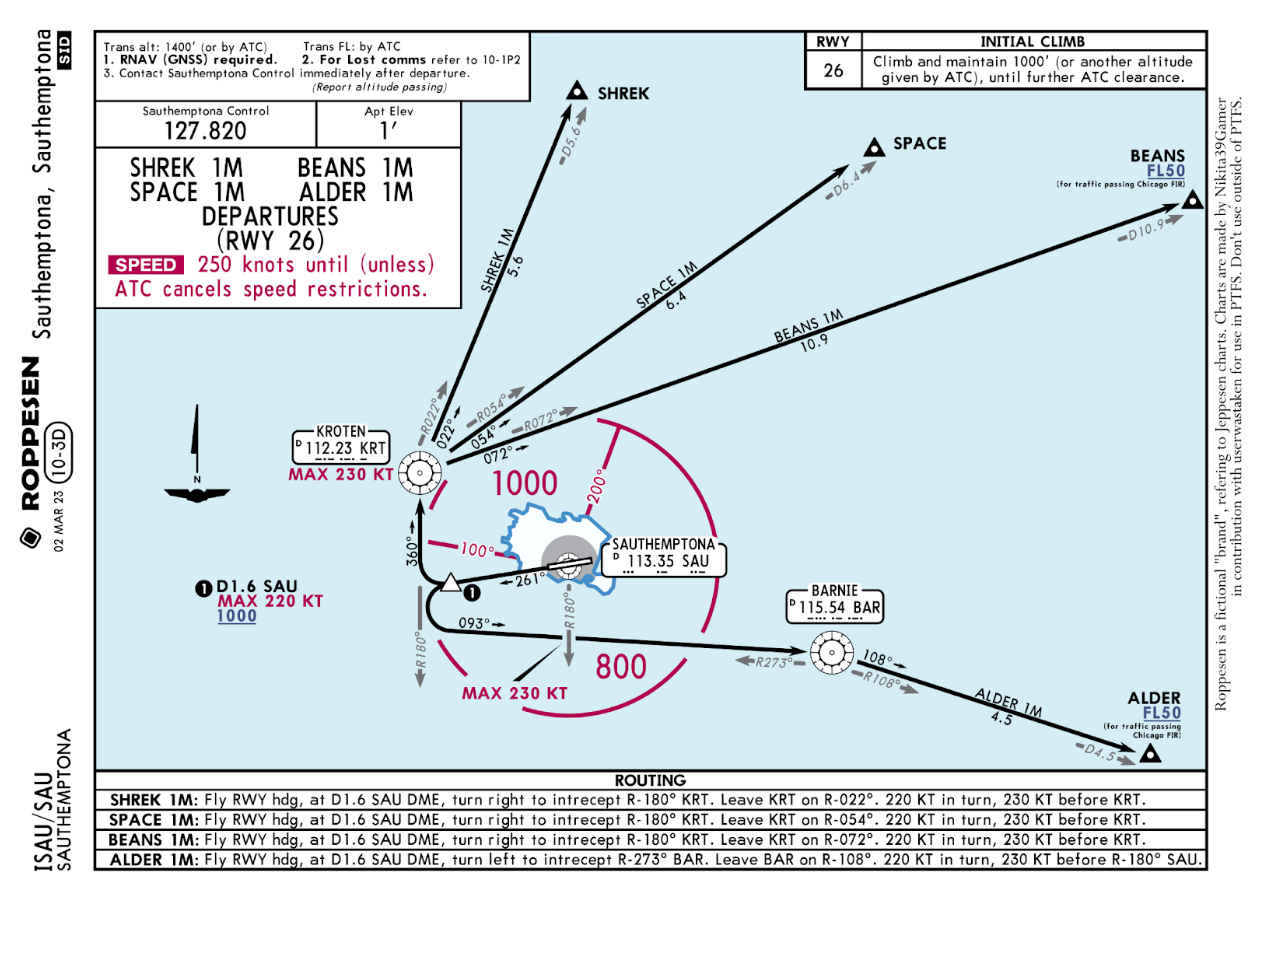 Sauthemptona, Sauthemptona SID
ROPPESEN
02 MAR 23
10-3D
ISAU/SAU
SAUTHEMPTONA
Trans alt: 1400' (or by ATC) Trans FL: by ATC
1. RNAV (GNSS) required. 2. For Lost comms refer to 10-1P2
3. Contact Sauthemptona Control immediately after departure.
(Report altitude passing)
Sauthemptona Control
127.820
Apt Elev
1'
SHREK 1M BEANS 1M
SPACE 1M ALDER 1M
DEPARTURES
(RWY 26)
SPEED 250 knots until (unless)
ATC cancels speed restrictions.
RWY INITIAL CLIMB
26
Climb and maintain 1000' (or another altitude
given by ATC), until further ATC clearance.
SHREK
D5.6
SPACE
D6.4
BEANS
FL50
(for traffic passing Chicago FIR)
D10.9
SHREK 1M
5.6
SPACE 1M
6.4
BEANS 1M
10.9
R022°
022°
R054°
054°
R072°
072°
KROTEN
D 112.23 KRT
MAX 230 KT
N
1000
200°
100°
360°
261°
SAUTHEMPTONA
D 113.35 SAU
1 D1.6 SAU
MAX 220 KT
1000
1
R180°
R180°
093°
800
MAX 230 KT
BARNIE
D 115.54 BAR
R273°
108°
R108°
ALDER 1M
4.5
ALDER
FL50
(for traffic passing
Chicago FIR)
D4.5
ROUTING
SHREK 1M: Fly RWY hdg, at D1.6 SAU DME, turn right to intrecept R-180° KRT. Leave KRT on R-022°. 220 KT in turn, 230 KT before KRT.
SPACE 1M: Fly RWY hdg, at D1.6 SAU DME, turn right to intrecept R-180° KRT. Leave KRT on R-054°. 220 KT in turn, 230 KT before KRT.
BEANS 1M: Fly RWY hdg, at D1.6 SAU DME, turn right to intrecept R-180° KRT. Leave KRT on R-072°. 220 KT in turn, 230 KT before KRT.
ALDER 1M: Fly RWY hdg, at D1.6 SAU DME, turn left to intrecept R-273° BAR. Leave BAR on R-108°. 220 KT in turn, 230 KT before R-180° SAU.
Roppesen is a fictional "brand", refering to Jeppesen charts. Charts are made by Nikita39Gamer
in contribution with userwastaken for use in PTFS. Don't use outside of PTFS.